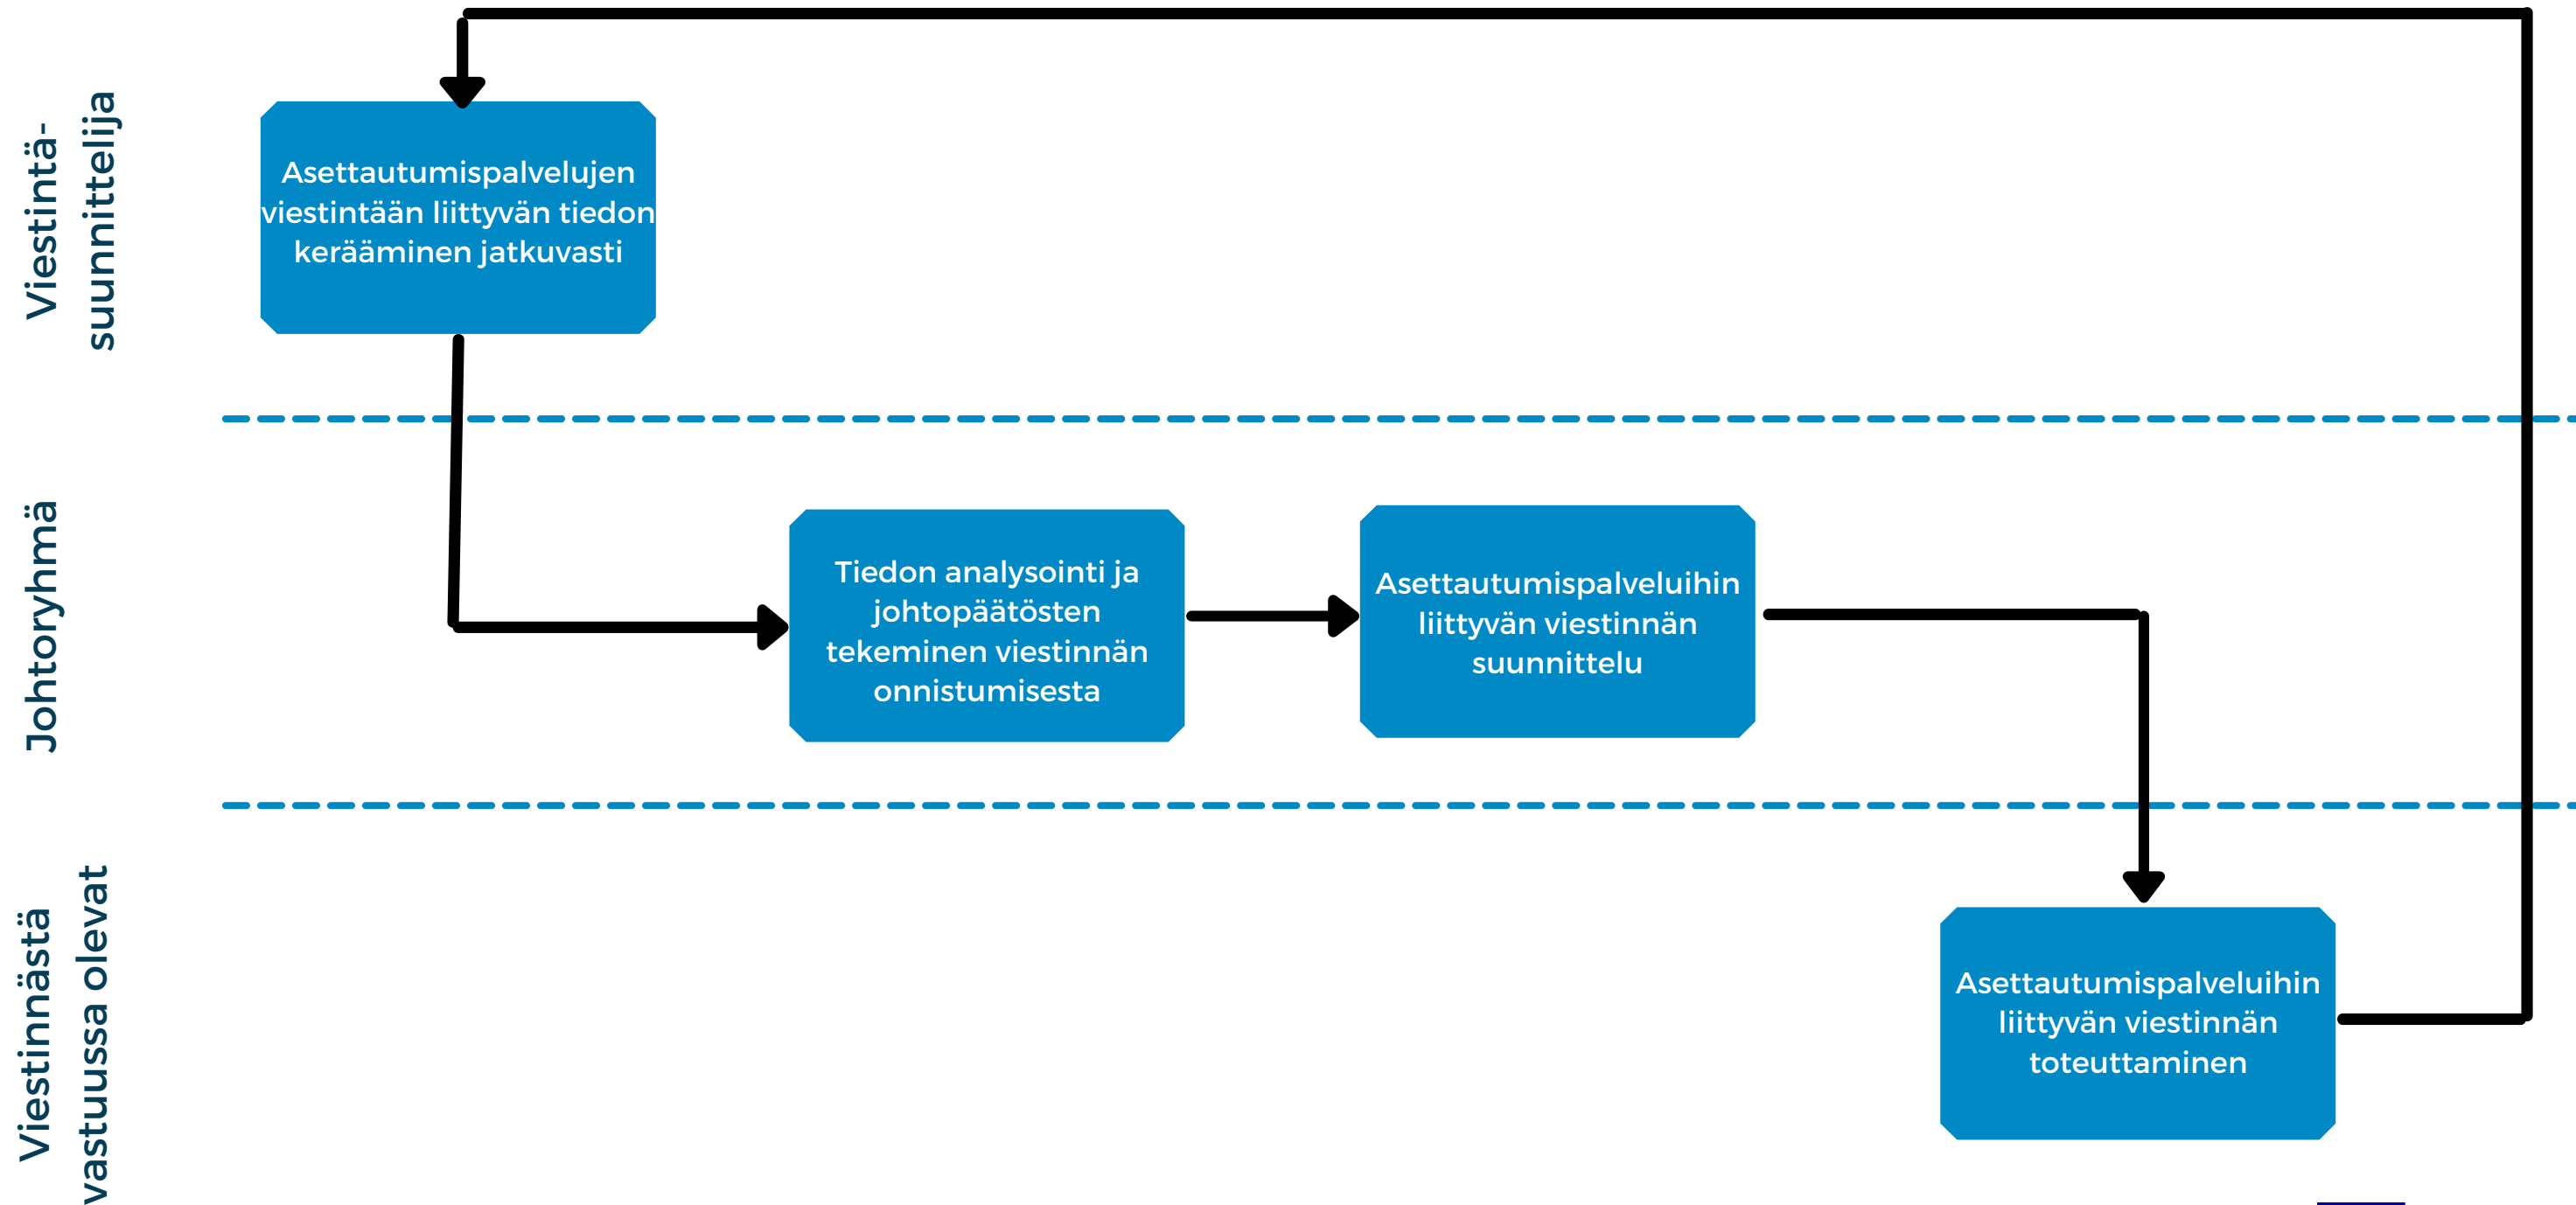 Viestintä-
suunnittelija
Asettautumispalvelujen
viestintään liittyvän tiedon
kerääminen jatkuvasti
Johtoryhmä
Tiedon analysointi ja
johtopäätösten
tekeminen viestinnän
onnistumisesta
Asettautumispalveluihin
liittyvän viestinnän
suunnittelu
Viestinnästä
vastuussa olevat
Asettautumispalveluihin
liittyvän viestinnän
toteuttaminen